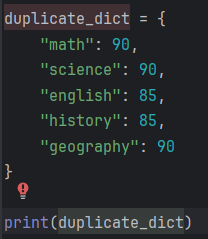 duplicate_dict = {
    "math": 90,
    "science": 90,
    "english": 85,
    "history": 85,
    "geography": 90
}
print(duplicate_dict)